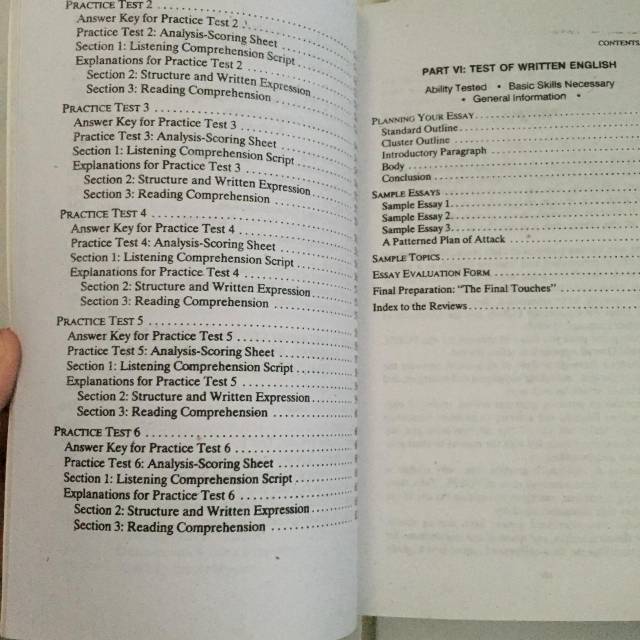 PRACTICE TEST 2
Answer Key for Practice Test 2
Practice Test 2: Analysis-Scoring Sheet
Section 1: Listening Comprehension Script
Explanations for Practice Test 2
Section 2: Structure and Written Expression
Section 3: Reading Comprehension
PRACTICE TEST 3
Answer Key for Practice Test 3
Practice Test 3: Analysis-Scoring Sheet
Section 1: Listening Comprehension Script
Explanations for Practice Test 3
Section 2: Structure and Written Expression
Section 3: Reading Comprehension
PRACTICE TEST 4
Answer Key for Practice Test 4
Practice Test 4: Analysis-Scoring Sheet
Section 1: Listening Comprehension Script
Explanations for Practice Test 4
Section 2: Structure and Written Expression
Section 3: Reading Comprehension
PRACTICE TEST 5
Answer Key for Practice Test 5
Practice Test 5: Analysis-Scoring Sheet
Section 1: Listening Comprehension Script
Explanations for Practice Test 5
Section 2: Structure and Written Expression
Section 3: Reading Comprehension
PRACTICE TEST 6
Answer Key for Practice Test 6
Practice Test 6: Analysis-Scoring Sheet
Section 1: Listening Comprehension Script
Explanations for Practice Test 6
Section 2: Structure and Written Expression
Section 3: Reading Comprehension
CONTENTS
PART VI: TEST OF WRITTEN ENGLISH
Ability Tested • Basic Skills Necessary
• General Information •
PLANNING YOUR ESSAY
Standard Outline
Cluster Outline
Introductory Paragraph
Body
Conclusion
SAMPLE ESSAYS
Sample Essay 1
Sample Essay 2
Sample Essay 3
A Patterned Plan of Attack
SAMPLE TOPICS
ESSAY EVALUATION FORM
Final Preparation: "The Final Touches"
Index to the Reviews